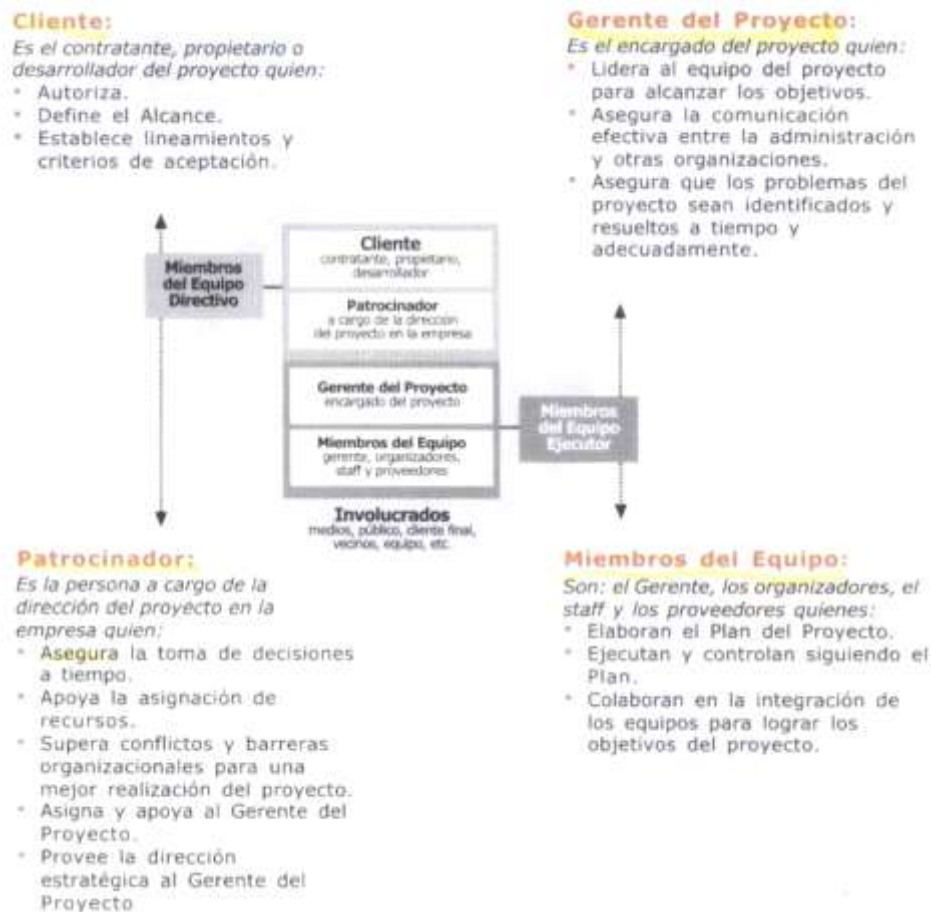 Cliente:
Es el contratante, propietario o
desarrollador del proyecto quien:
* Autoriza.
* Define el Alcance.
* Establece lineamientos y
criterios de aceptación.
Gerente del Proyecto:
Es el encargado del proyecto quien:
* Lidera al equipo del proyecto
para alcanzar los objetivos.
* Asegura la comunicación
efectiva entre la administración
y otras organizaciones.
* Asegura que los problemas del
proyecto sean identificados y
resueltos a tiempo y
adecuadamente.
Miembros
del Equipo
Directivo
Cliente
contratante, propietario,
desarrollador
Patrocinador
a cargo de la dirección
del proyecto en la empresa
Gerente del Proyecto
encargado del proyecto
Miembros del Equipo
gerente, organizadores,
staff y proveedores
Miembros
del Equipo
Ejecutor
Involucrados
medios, público, cliente final,
vecinos, equipo, etc.
Patrocinador:
Es la persona a cargo de la
dirección del proyecto en la
empresa quien:
* Asegura la toma de decisiones
a tiempo.
* Apoya la asignación de
recursos.
* Supera conflictos y barreras
organizacionales para una
mejor realización del proyecto.
* Asigna y apoya al Gerente del
Proyecto.
* Provee la dirección
estratégica al Gerente del
Proyecto
Miembros del Equipo:
Son: el Gerente, los organizadores, el
staff y los proveedores quienes:
* Elaboran el Plan del Proyecto.
* Ejecutan y controlan siguiendo el
Plan.
* Colaboran en la integración de
los equipos para lograr los
objetivos del proyecto.